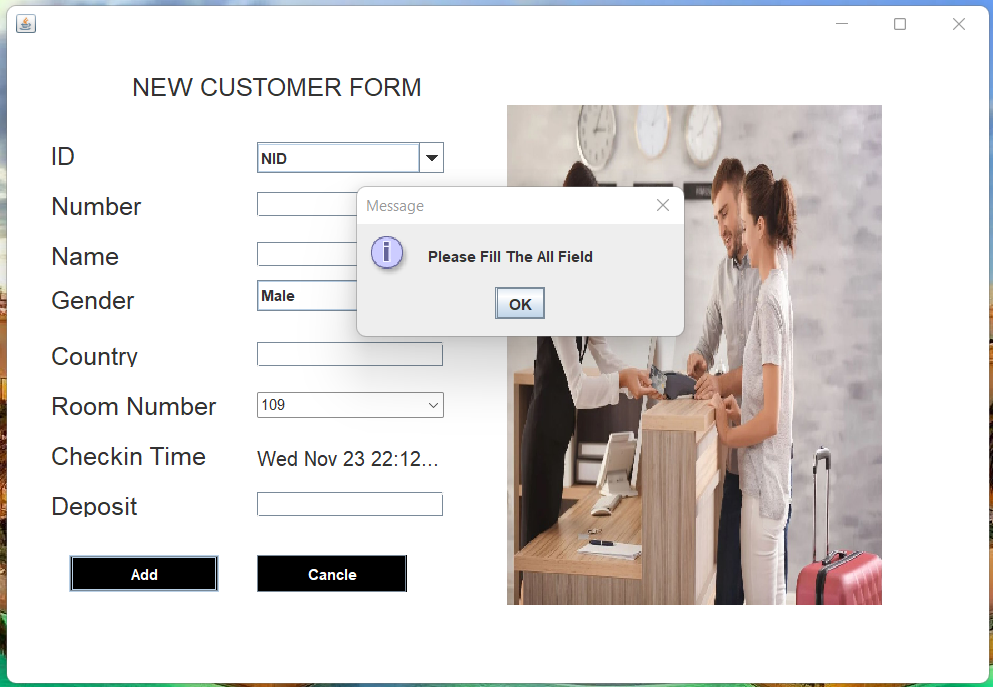 NEW CUSTOMER FORM
ID
NID
Number
Message
Name
Please Fill The All Field
Gender
Male
OK
Country
Room Number
109
Checkin Time
Wed Nov 23 22:12...
Deposit
Add
Cancle